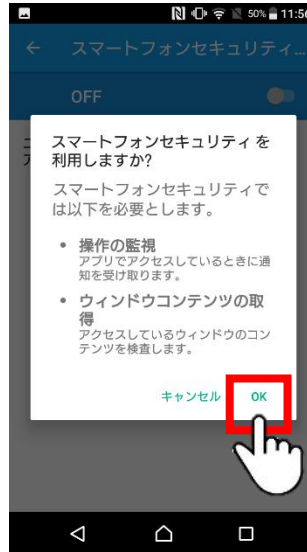 50% 11:56
スマートフォンセキュリティ...
OFF
スマートフォンセキュリティ を
利用しますか?
スマートフォンセキュリティで
は以下を必要とします。
• 操作の監視
アプリでアクセスしているときに通
知を受け取ります。
• ウィンドウコンテンツの取
得
アクセスしているウィンドウのコン
テンツを検査します。
キャンセル OK